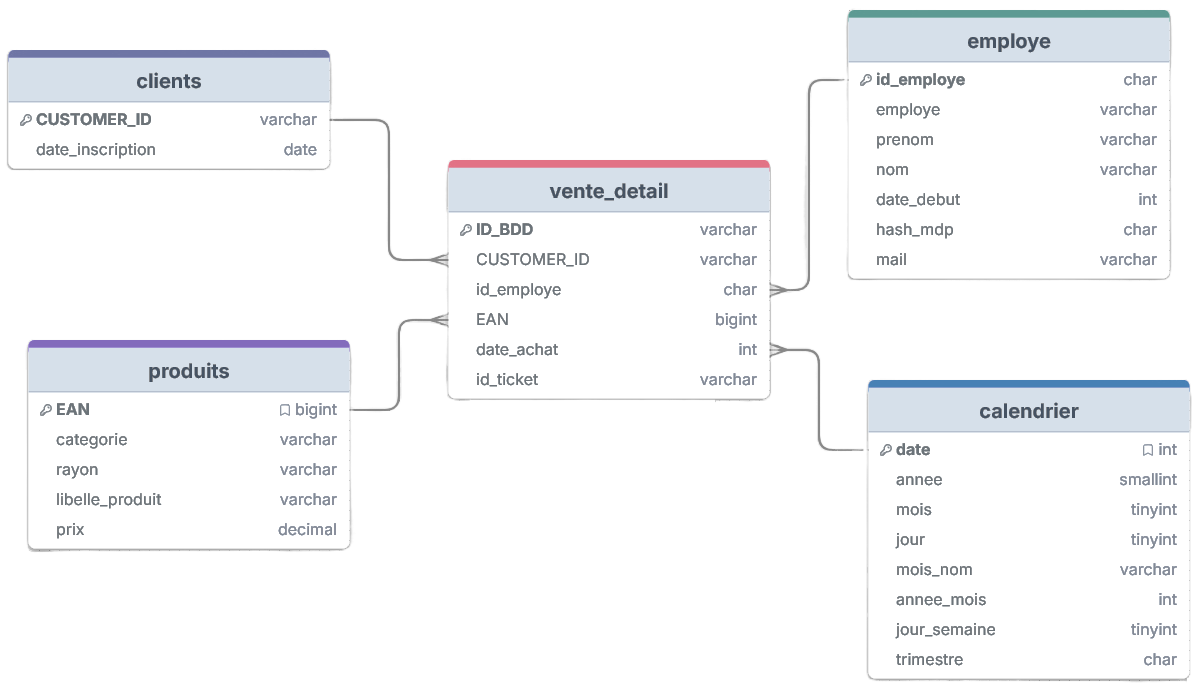 clients
CUSTOMER_ID varchar
date_inscription date
employe
id_employe char
employe varchar
prenom varchar
nom varchar
date_debut int
hash_mdp char
mail varchar
vente_detail
ID_BDD varchar
CUSTOMER_ID varchar
id_employe char
EAN bigint
date_achat int
id_ticket varchar
produits
EAN bigint
categorie varchar
rayon varchar
libelle_produit varchar
prix decimal
calendrier
date int
annee smallint
mois tinyint
jour tinyint
mois_nom varchar
annee_mois int
jour_semaine tinyint
trimestre char